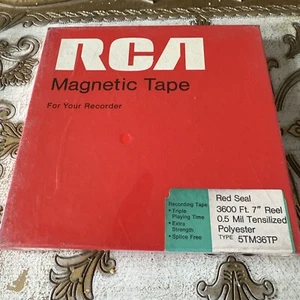 RCA
Magnetic Tape
For Your Recorder
Recording Tape
• Triple
Playing Time
• Extra
Strength
• Splice Free
Red Seal
3600 Ft. 7" Reel
0.5 Mil Tensilized
Polyester
TYPE 5TM36TP